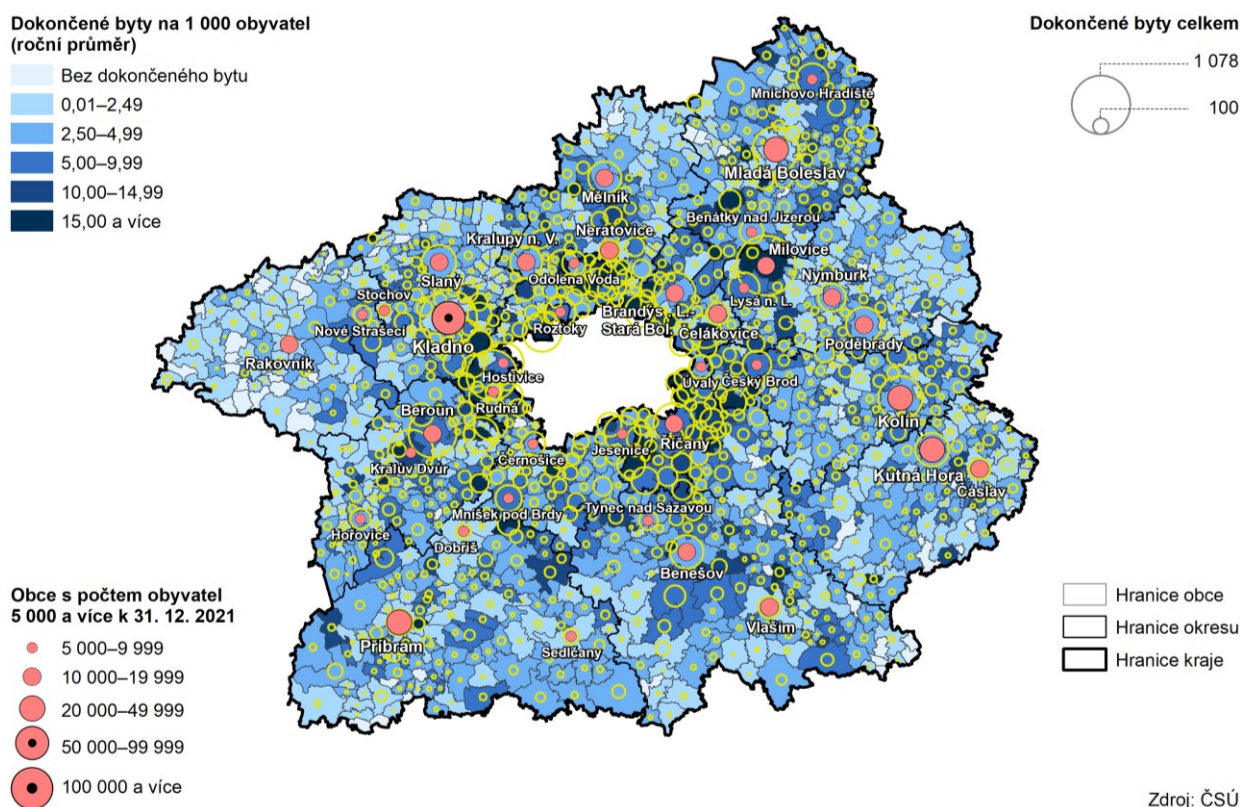 Dokončené byty na 1 000 obyvatel
(roční průměr)
Bez dokončeného bytu
0,01–2,49
2,50–4,99
5,00–9,99
10,00–14,99
15,00 a více
Dokončené byty celkem
1 078
100
Mnichovo Hradiště
Mladá Boleslav
Mělník
Benátky nad Jizerou
Kralupy n. V.
Neratovice
Milovice
Slaný
Odolena Voda
Nymburk
Stochov
Lysá n. L.
Nové Strašecí
Roztoky
Brandýs . L.-
Stará Bol.
Čelákovice
Poděbrady
Kladno
Rakovník
Hostivice
Úvaly
Český Brod
Rudná
Beroun
Kolín
Říčany
Jesenice
Černošice
Králův Dvůr
Kutná Hora
Čáslav
Mníšek pod Brdy
Týnec nad Sázavou
Hořovice
Dobříš
Benešov
Vlašim
Příbram
Sedlčany
Obce s počtem obyvatel
5 000 a více k 31. 12. 2021
5 000–9 999
10 000–19 999
20 000–49 999
50 000–99 999
100 000 a více
Hranice obce
Hranice okresu
Hranice kraje
Zdroj: ČSÚ